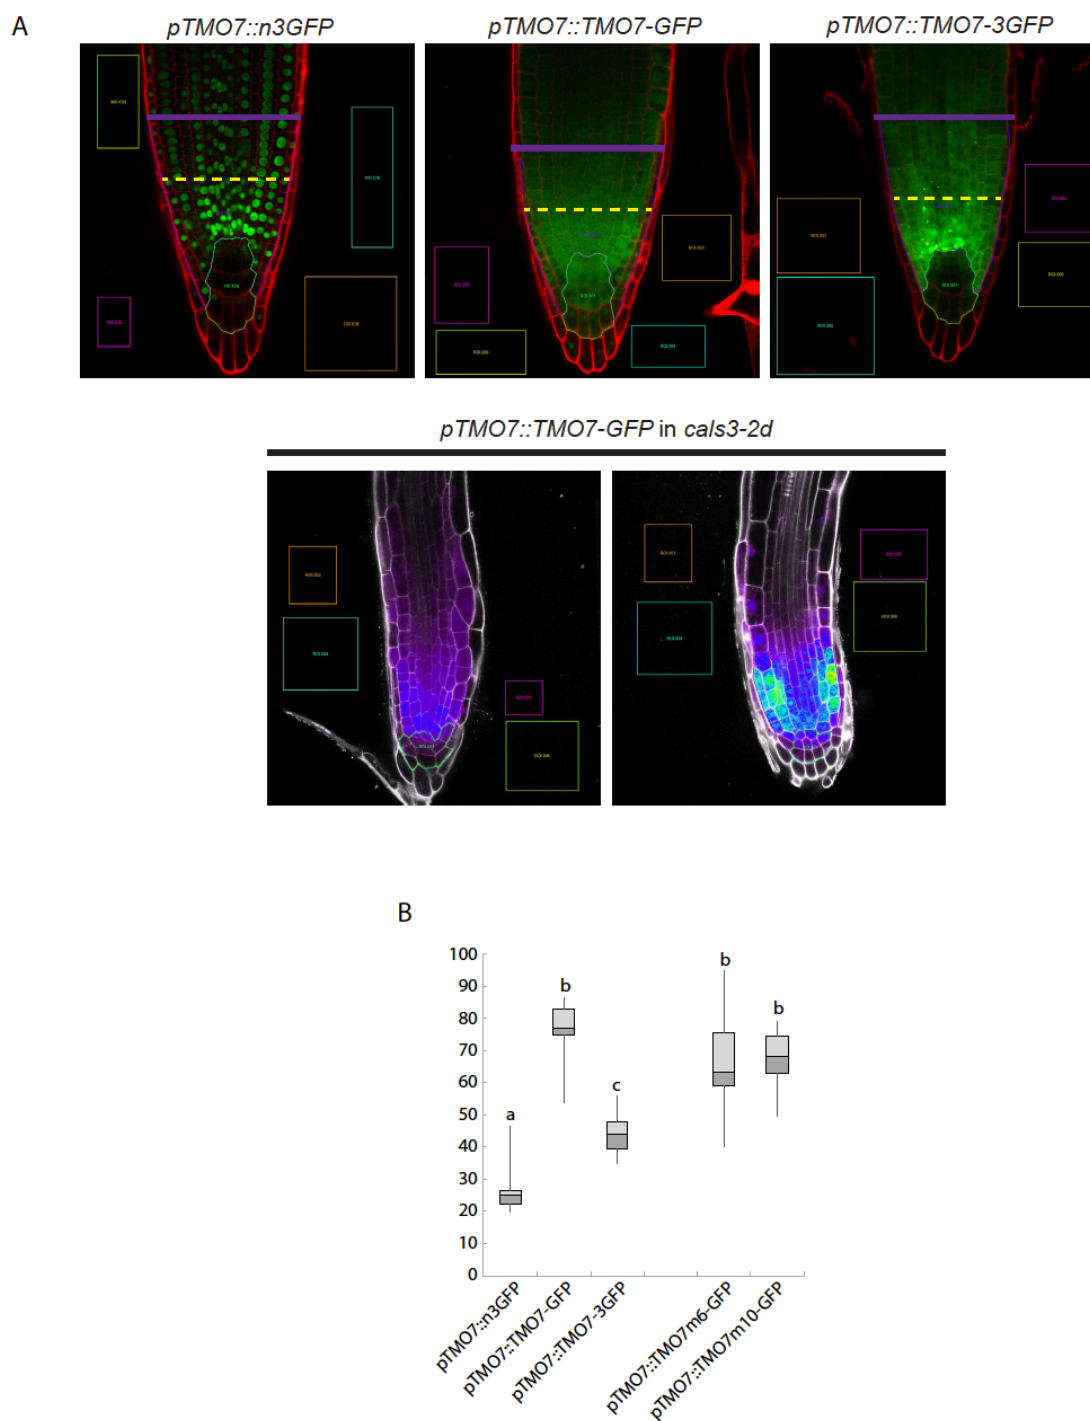 A
pTMO7::n3GFP
pTMO7::TMO7-GFP
pTMO7::TMO7-3GFP
pTMO7::TMO7-GFP in cals3-2d
B
100
90
80
70
60
50
40
30
20
10
0
a
b
c
b
b
pTMO7::n3GFP
pTMO7::TMO7-GFP
pTMO7::TMO7-3GFP
pTMO7::TMO7m6-GFP
pTMO7::TMO7m10-GFP